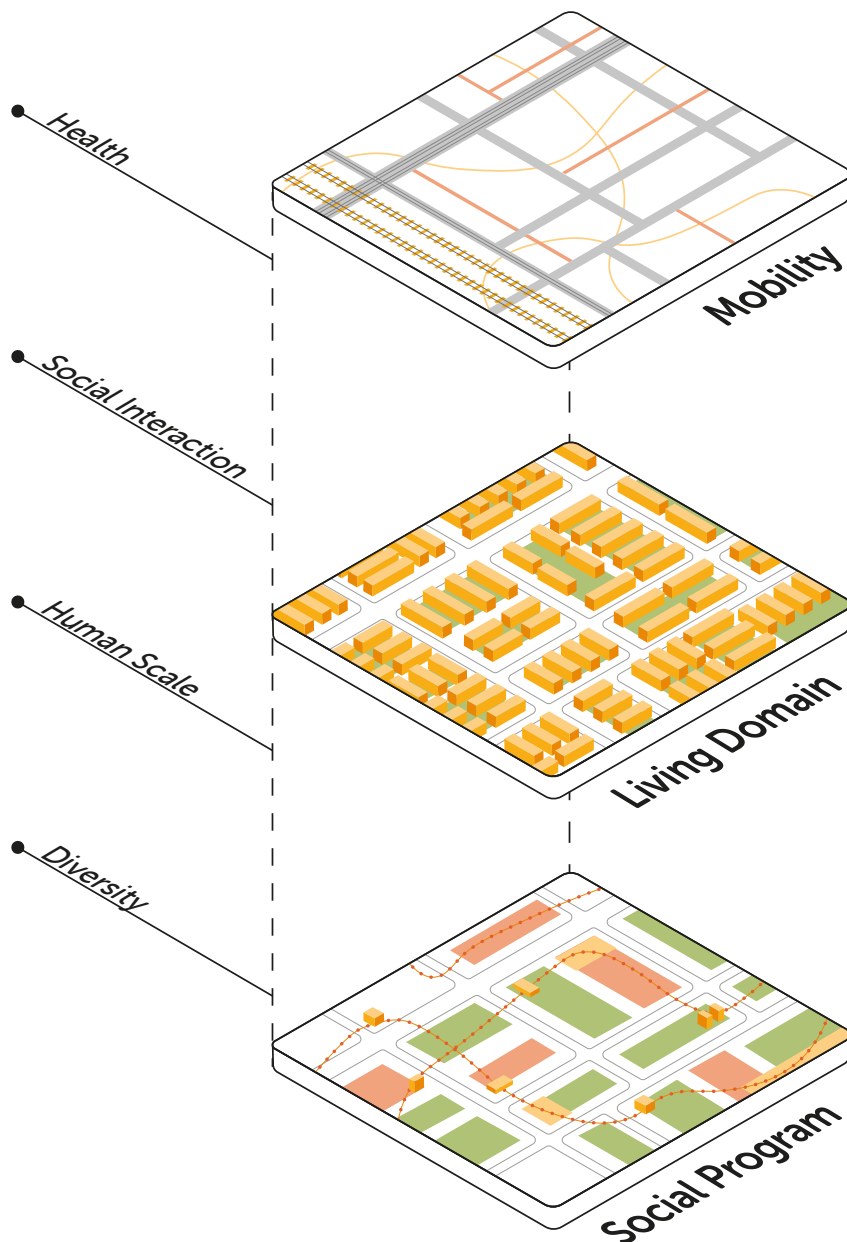 Health
Mobility
Social Interaction
Human Scale
Living Domain
Diversity
Social Program